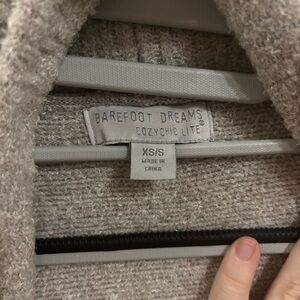 BAREFOOT DREAMS®
COZYCHIC LITE®
XS/S
MADE IN
CHINA